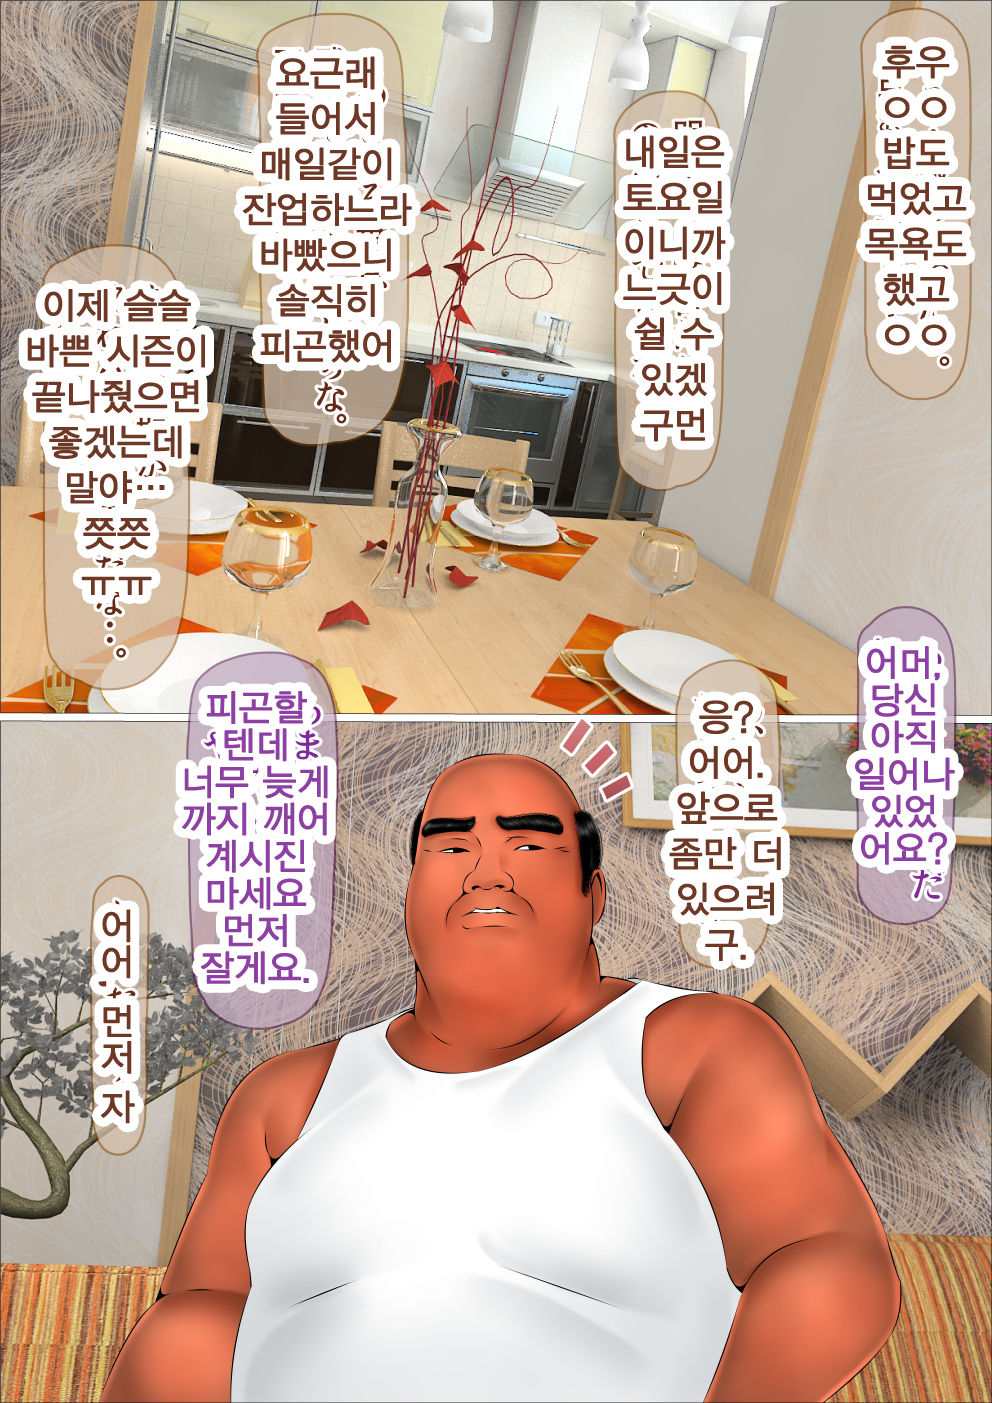 후우
ㅇㅇ
밥도
먹었고
목욕도
했고
ㅇㅇ。
내일은
토요일
이니까
느긋이
쉴 수
있겠
구먼
요근래
들어서
매일같이
잔업하느라
바빴으니
솔직히
피곤했어
な。
이제 슬슬
바쁜 시즌이
끝나줬으면
좋겠는데
말야…
쯧쯧
ㅠㅠ
な…。
어머,
당신
아직
일어나
있었
어요?
だ
응?
어어.
앞으로
좀만 더
있으려
구.
피곤할
텐데
너무 늦게
까지 깨어
계시진
마세요
먼저
잘게요.
어어
먼저
자